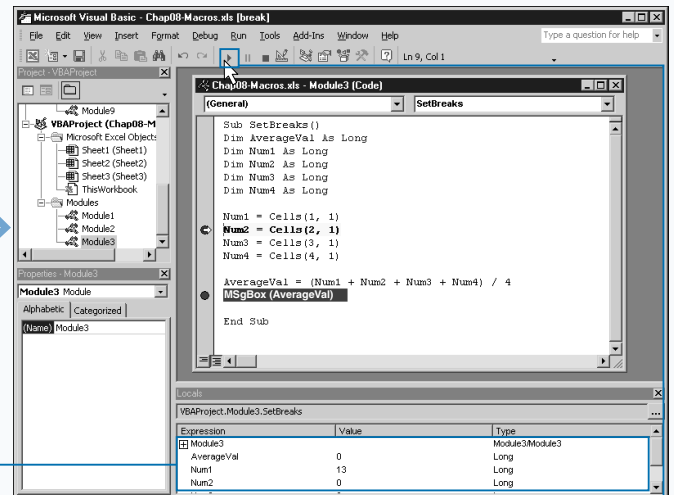 Microsoft Visual Basic - Chap08-Macros.xls [break]
File Edit View Insert Format Debug Run Tools Add-Ins Window Help
Type a question for help
Ln 9, Col 1
Project - VBAProject
Module9
VBAProject (Chap08-M
Microsoft Excel Objects
Sheet1 (Sheet1)
Sheet2 (Sheet2)
Sheet3 (Sheet3)
ThisWorkbook
Modules
Module1
Module2
Module3
Properties - Module3
Module3 Module
Alphabetic Categorized
(Name) Module3
Chap08-Macros.xls - Module3 (Code)
(General) SetBreaks
Sub SetBreaks()
Dim AverageVal As Long
Dim Num1 As Long
Dim Num2 As Long
Dim Num3 As Long
Dim Num4 As Long
Num1 = Cells(1, 1)
Num2 = Cells(2, 1)
Num3 = Cells(3, 1)
Num4 = Cells(4, 1)
AverageVal = (Num1 + Num2 + Num3 + Num4) / 4
MSgBox (AverageVal)
End Sub
Locals
VBAProject.Module3.SetBreaks
Expression Value Type
Module3 Module3/Module3
AverageVal 0 Long
Num1 13 Long
Num2 0 Long